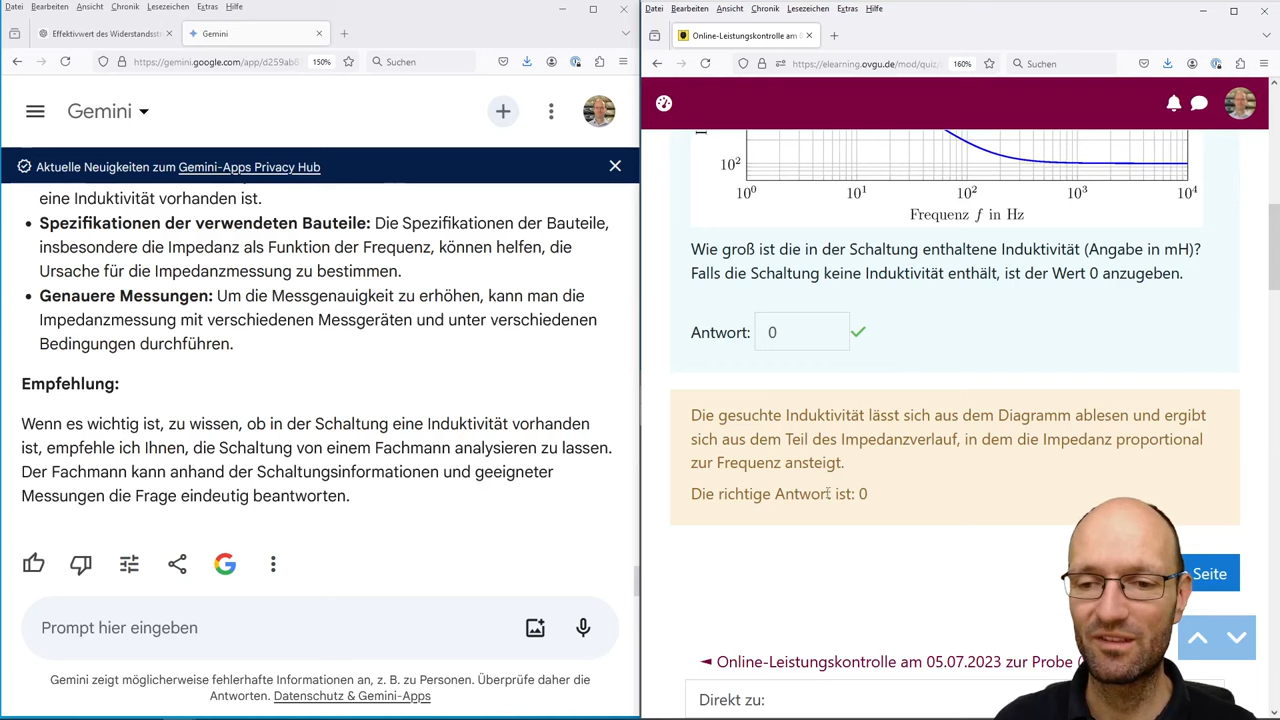 Datei Bearbeiten Ansicht Chronik Lesezeichen Extras Hilfe
Effektivwert des Widerstandsst
Gemini
https://gemini.google.com/app/d259ab8
150%
Suchen
Gemini
Aktuelle Neuigkeiten zum Gemini-Apps Privacy Hub
eine Induktivität vorhanden ist.
• Spezifikationen der verwendeten Bauteile: Die Spezifikationen der Bauteile,
insbesondere die Impedanz als Funktion der Frequenz, können helfen, die
Ursache für die Impedanzmessung zu bestimmen.
• Genauere Messungen: Um die Messgenauigkeit zu erhöhen, kann man die
Impedanzmessung mit verschiedenen Messgeräten und unter verschiedenen
Bedingungen durchführen.
Empfehlung:
Wenn es wichtig ist, zu wissen, ob in der Schaltung eine Induktivität vorhanden
ist, empfehle ich Ihnen, die Schaltung von einem Fachmann analysieren zu lassen.
Der Fachmann kann anhand der Schaltungsinformationen und geeigneter
Messungen die Frage eindeutig beantworten.
Prompt hier eingeben
Gemini zeigt möglicherweise fehlerhafte Informationen an, z. B. zu Personen. Überprüfe daher die
Antworten. Datenschutz & Gemini-Apps
Datei Bearbeiten Ansicht Chronik Lesezeichen Extras Hilfe
Online-Leistungskontrolle am
https://elearning.ovgu.de/mod/quiz/
160%
Suchen
10²
10⁰ 10¹ 10² 10³ 10⁴
Frequenz f in Hz
Wie groß ist die in der Schaltung enthaltene Induktivität (Angabe in mH)?
Falls die Schaltung keine Induktivität enthält, ist der Wert 0 anzugeben.
Antwort: 0
Die gesuchte Induktivität lässt sich aus dem Diagramm ablesen und ergibt
sich aus dem Teil des Impedanzverlauf, in dem die Impedanz proportional
zur Frequenz ansteigt.
Die richtige Antwort ist: 0
Seite
◄ Online-Leistungskontrolle am 05.07.2023 zur Probe (
Direkt zu: